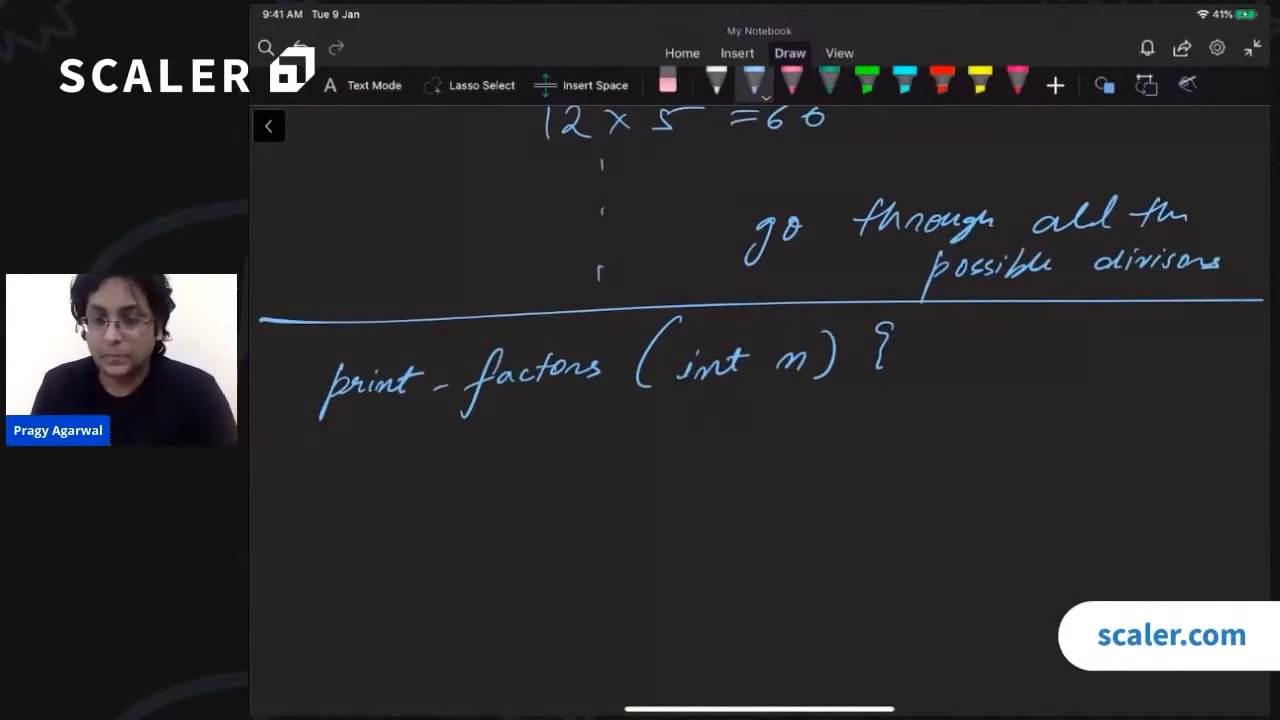 9:41 AM Tue 9 Jan
41%
My Notebook
SCALER
Home Insert Draw View
Text Mode Lasso Select Insert Space
12 × 5 = 60
go through all the
possible divisors
print - factors (int n) {
Pragy Agarwal
scaler.com